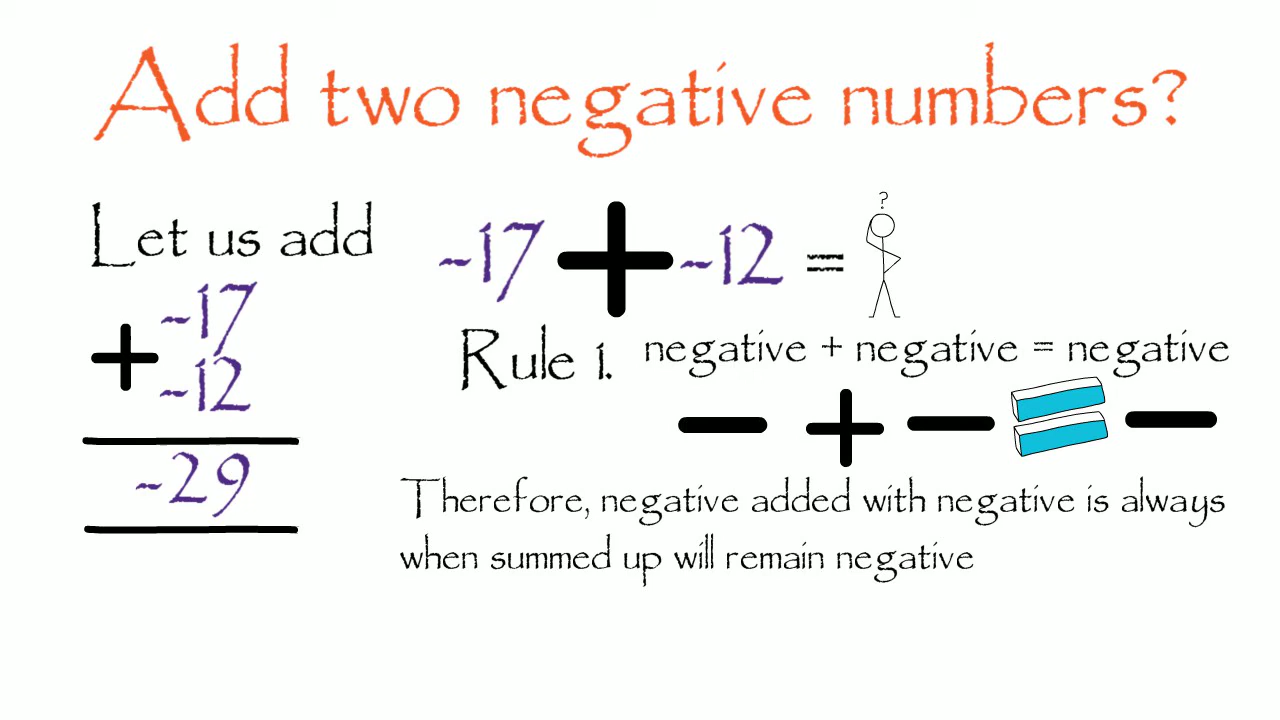 Add two negative numbers?
Let us add
-17
+ -12
-29
-17 + -12 = ?
Rule 1. negative + negative = negative
- + - = -
Therefore, negative added with negative is always
when summed up will remain negative